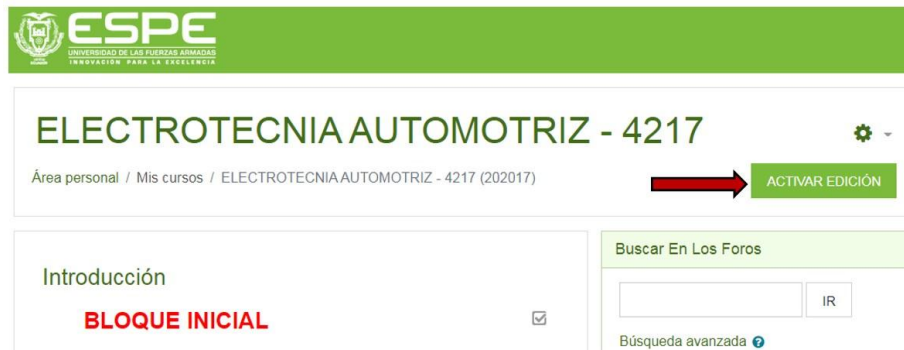 ESPE
UNIVERSIDAD DE LAS FUERZAS ARMADAS
INNOVACIÓN PARA LA EXCELENCIA
ELECTROTECNIA AUTOMOTRIZ - 4217
Área personal / Mis cursos / ELECTROTECNIA AUTOMOTRIZ - 4217 (202017)
ACTIVAR EDICIÓN
Introducción
BLOQUE INICIAL
Buscar En Los Foros
IR
Búsqueda avanzada